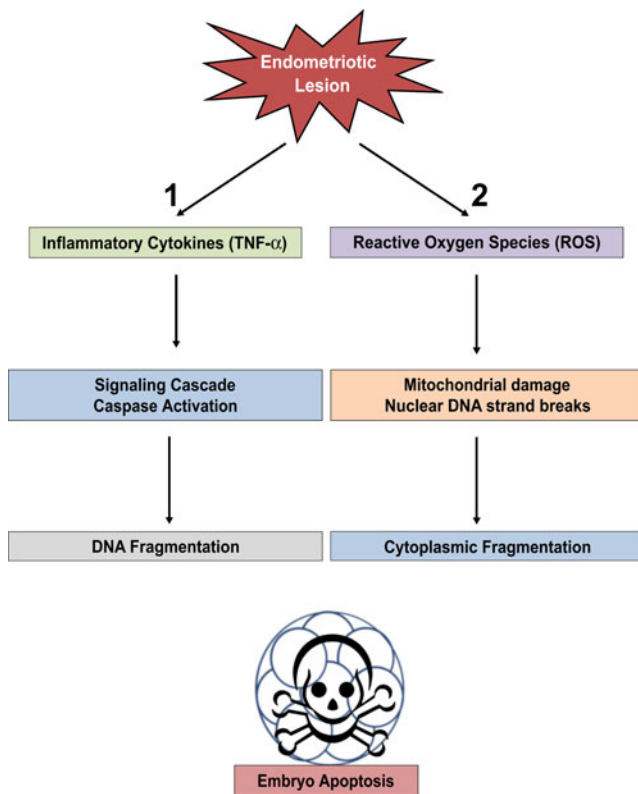 Endometriotic
Lesion
1
2
Inflammatory Cytokines (TNF-α)
Reactive Oxygen Species (ROS)
Signaling Cascade
Caspase Activation
Mitochondrial damage
Nuclear DNA strand breaks
DNA Fragmentation
Cytoplasmic Fragmentation
Embryo Apoptosis